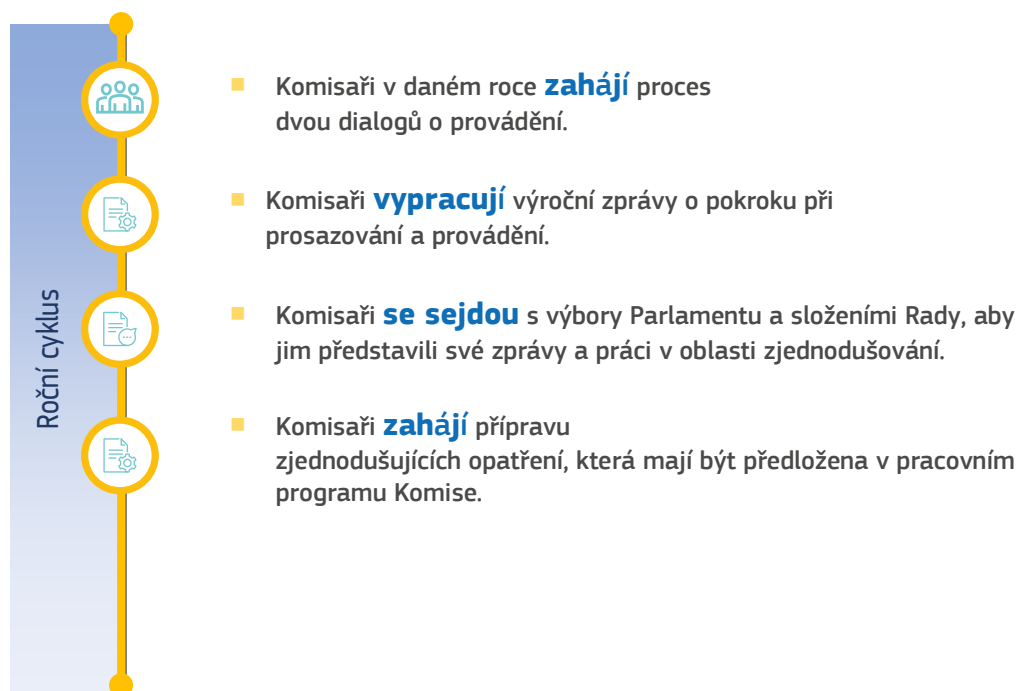 Roční cyklus
Komisaři v daném roce zahájí proces
dvou dialogů o provádění.
Komisaři vypracují výroční zprávy o pokroku při
prosazování a provádění.
Komisaři se sejdou s výbory Parlamentu a složeními Rady, aby
jim představili své zprávy a práci v oblasti zjednodušování.
Komisaři zahájí přípravu
zjednodušujících opatření, která mají být předložena v pracovním
programu Komise.